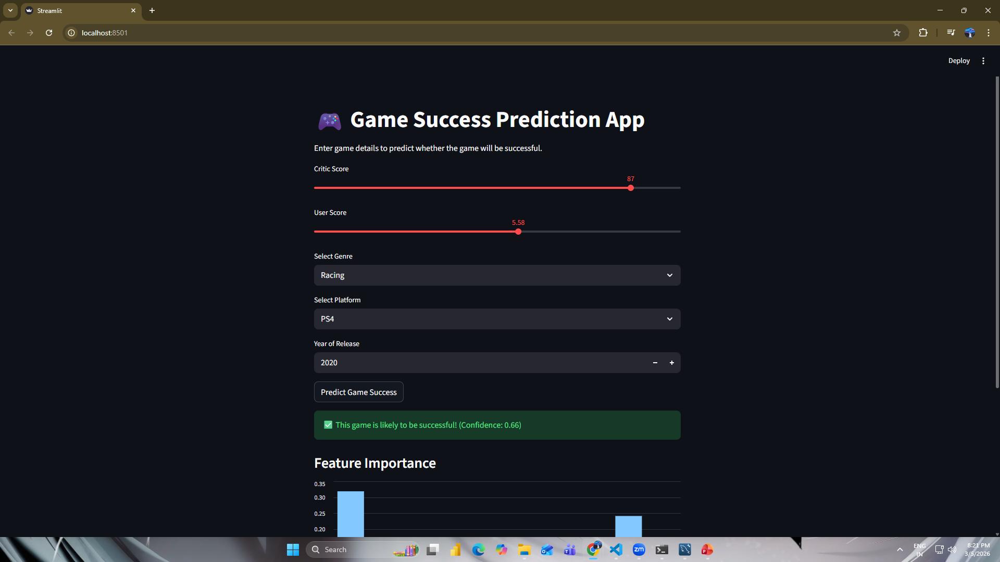 Streamlit
localhost:8501
Deploy
🎮 Game Success Prediction App
Enter game details to predict whether the game will be successful.
Critic Score
87
User Score
5.58
Select Genre
Racing
Select Platform
PS4
Year of Release
2020
Predict Game Success
✅ This game is likely to be successful! (Confidence: 0.66)
Feature Importance
0.35
0.30
0.25
0.20
Search
zm
ENG
IN
8:21 PM
3/5/2026